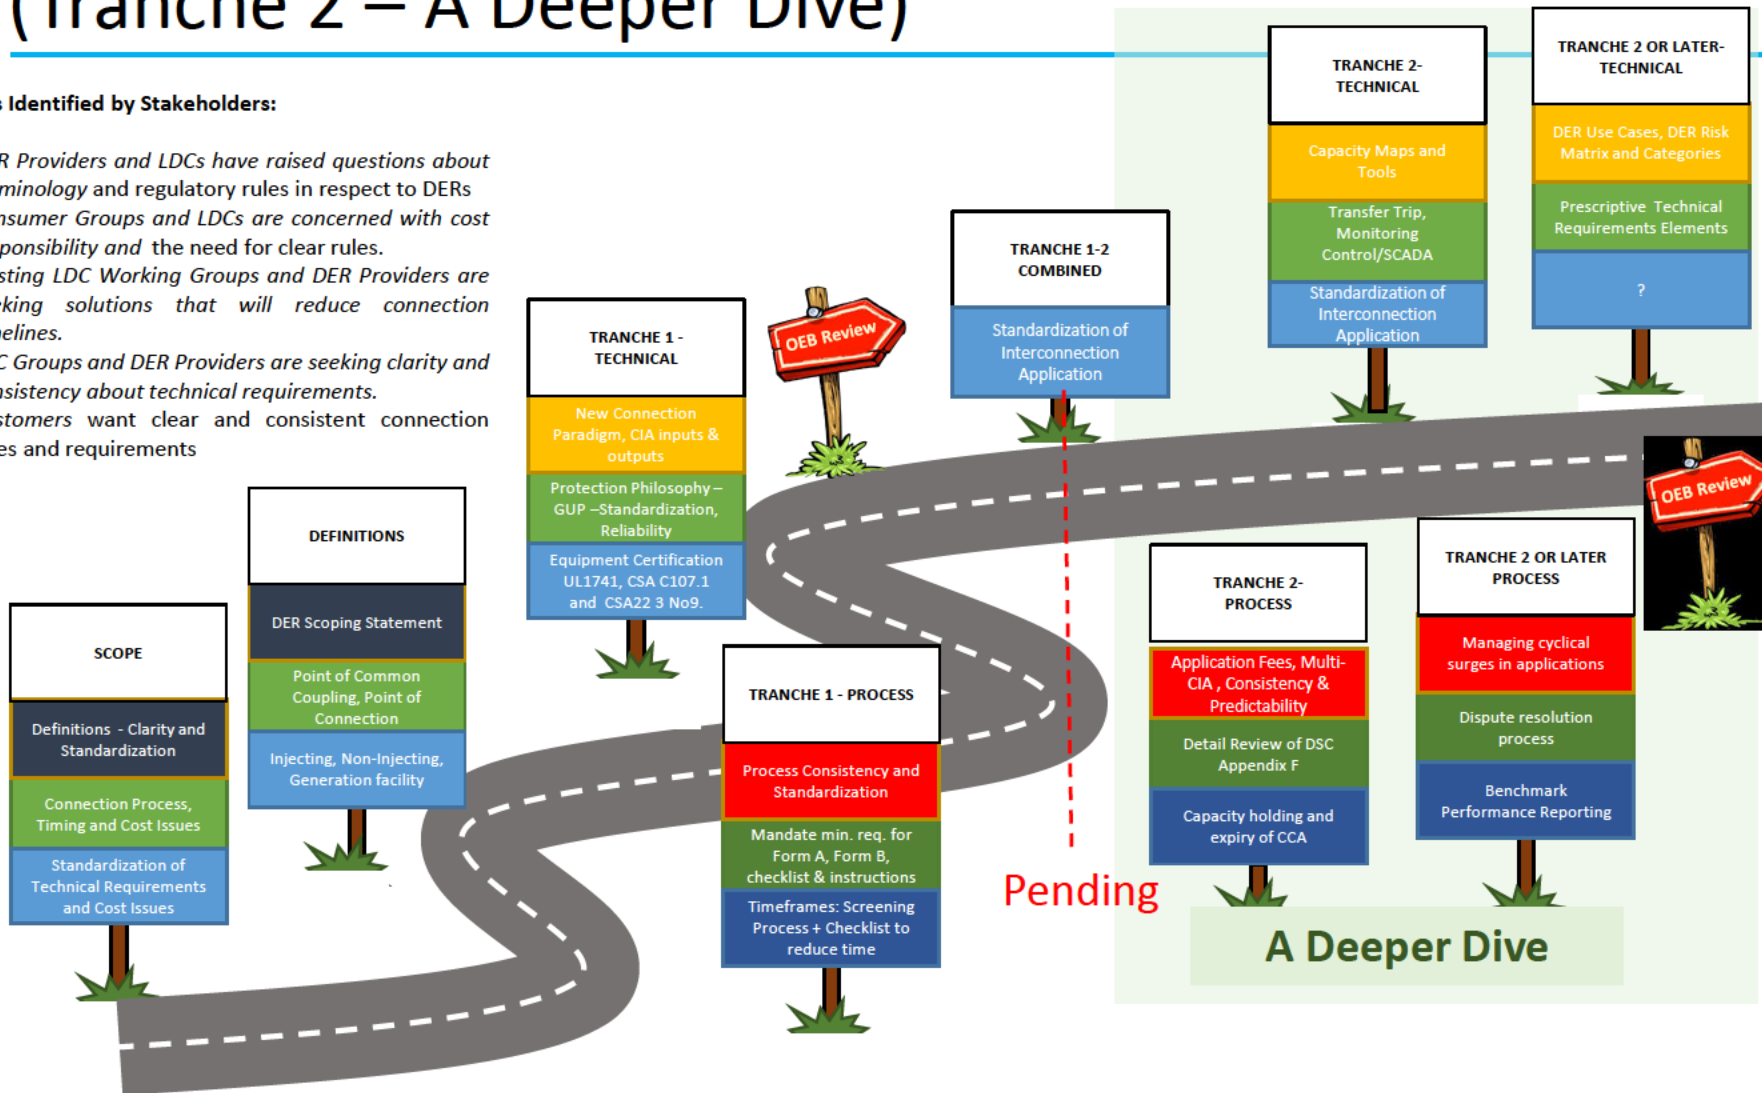 (Tranche 2 – A Deeper Dive)
s Identified by Stakeholders:
R Providers and LDCs have raised questions about
minology and regulatory rules in respect to DERs
nsumer Groups and LDCs are concerned with cost
ponsibility and the need for clear rules.
sting LDC Working Groups and DER Providers are
king solutions that will reduce connection
elines.
C Groups and DER Providers are seeking clarity and
nsistency about technical requirements.
stomers want clear and consistent connection
es and requirements
SCOPE
Definitions - Clarity and
Standardization
Connection Process,
Timing and Cost Issues
Standardization of
Technical Requirements
and Cost Issues
DEFINITIONS
DER Scoping Statement
Point of Common
Coupling, Point of
Connection
Injecting, Non-Injecting,
Generation facility
TRANCHE 1 -
TECHNICAL
New Connection
Paradigm, CIA inputs &
outputs
Protection Philosophy –
GUP –Standardization,
Reliability
Equipment Certification
UL1741, CSA C107.1
and CSA22 3 No9.
OEB Review
TRANCHE 1 - PROCESS
Process Consistency and
Standardization
Mandate min. req. for
Form A, Form B,
checklist & instructions
Timeframes: Screening
Process + Checklist to
reduce time
TRANCHE 1-2
COMBINED
Standardization of
Interconnection
Application
Pending
TRANCHE 2-
TECHNICAL
Capacity Maps and
Tools
Transfer Trip,
Monitoring
Control/SCADA
Standardization of
Interconnection
Application
TRANCHE 2 OR LATER-
TECHNICAL
DER Use Cases, DER Risk
Matrix and Categories
Prescriptive Technical
Requirements Elements
?
TRANCHE 2-
PROCESS
Application Fees, Multi-
CIA , Consistency &
Predictability
Detail Review of DSC
Appendix F
Capacity holding and
expiry of CCA
TRANCHE 2 OR LATER
PROCESS
Managing cyclical
surges in applications
Dispute resolution
process
Benchmark
Performance Reporting
OEB Review
A Deeper Dive